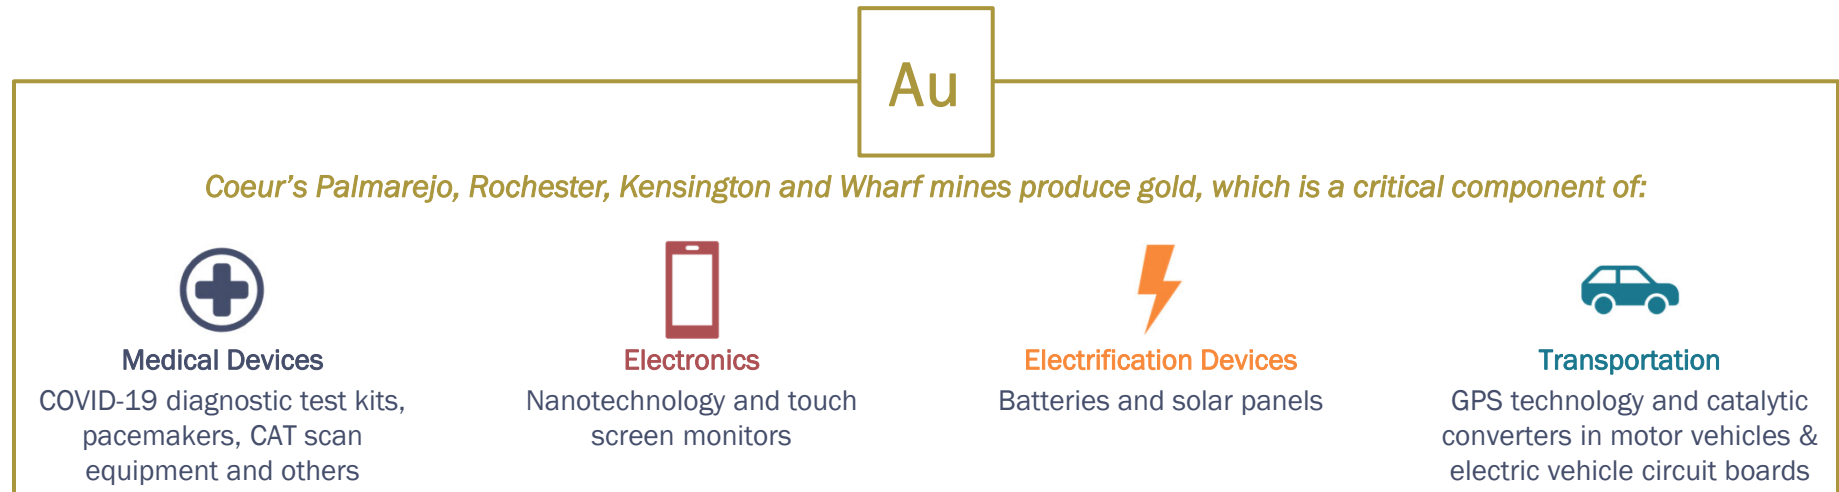 Au
Coeur's Palmarejo, Rochester, Kensington and Wharf mines produce gold, which is a critical component of:
Medical Devices
COVID-19 diagnostic test kits,
pacemakers, CAT scan
equipment and others
Electronics
Nanotechnology and touch
screen monitors
Electrification Devices
Batteries and solar panels
Transportation
GPS technology and catalytic
converters in motor vehicles &
electric vehicle circuit boards